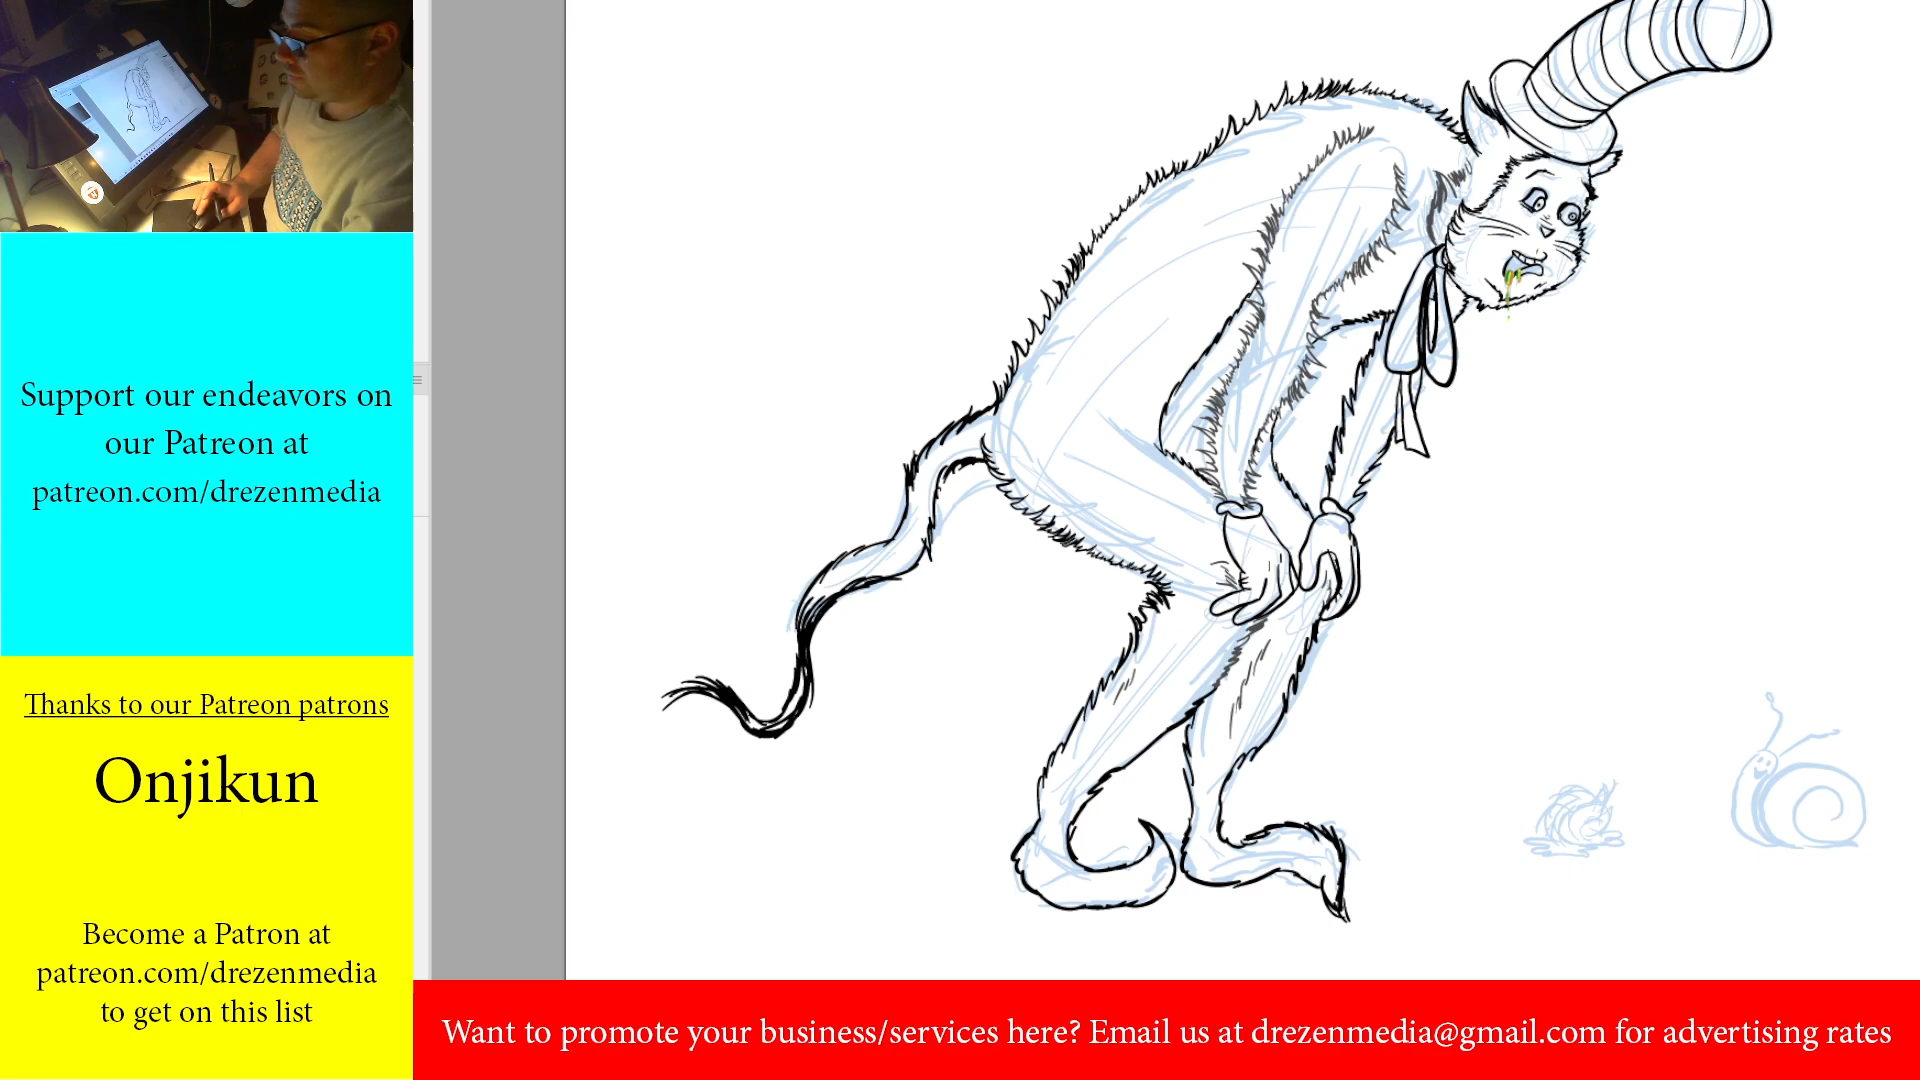 Support our endeavors on
our Patreon at
patreon.com/drezenmedia
Thanks to our Patreon patrons
Onjikun
Become a Patron at
patreon.com/drezenmedia
to get on this list
Want to promote your business/services here? Email us at drezenmedia@gmail.com for advertising rates